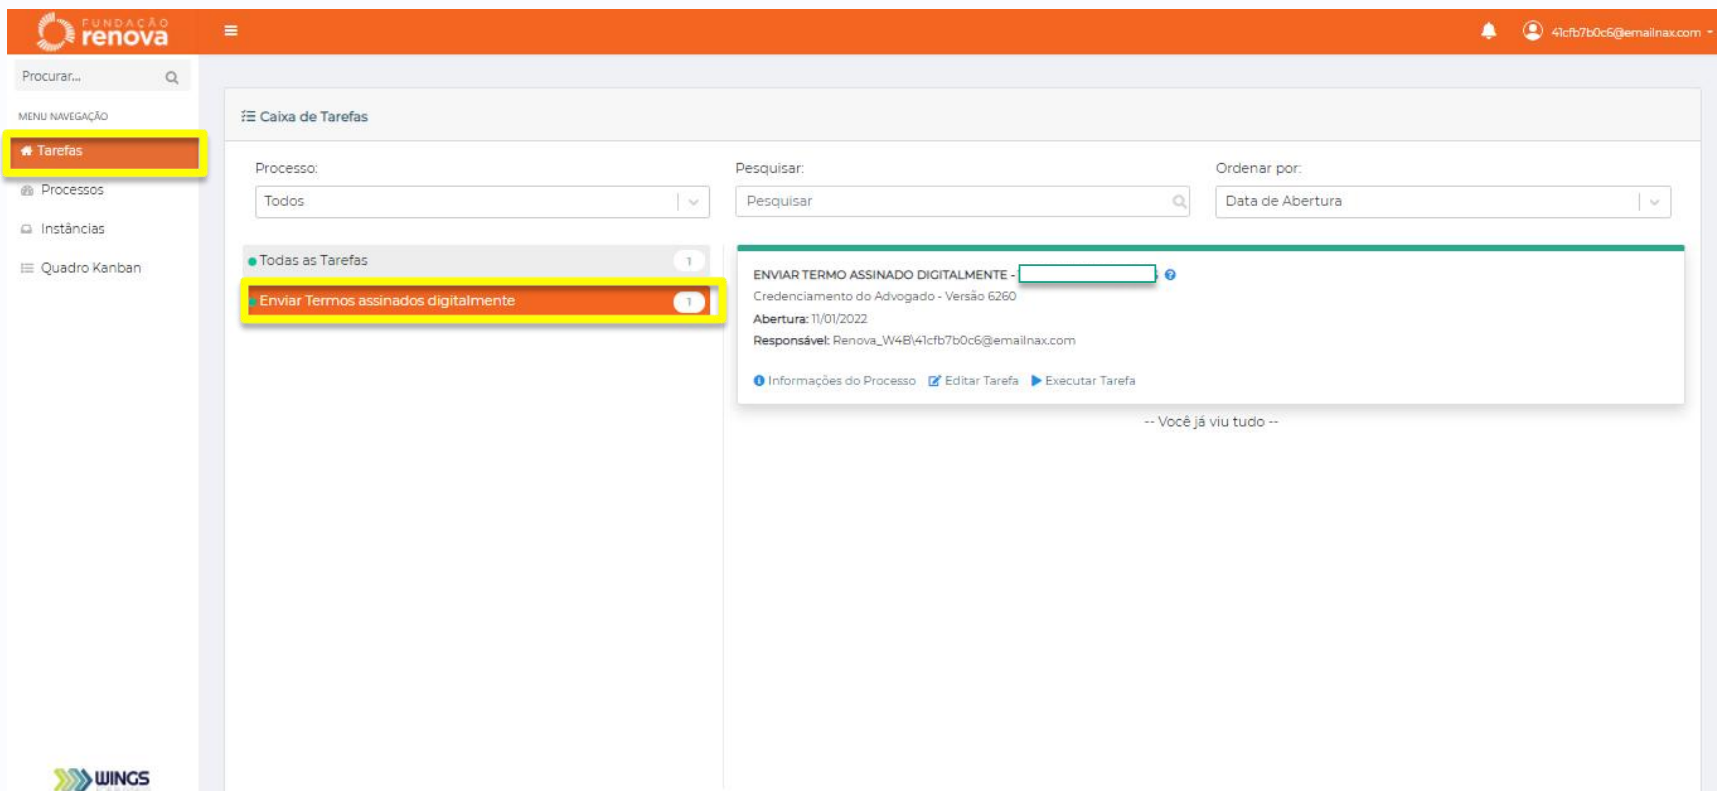 FUNDAÇÃO
renova
41cfb7b0c6@emailnax.com
Procurar...
MENU NAVEGAÇÃO
Tarefas
Processos
Instâncias
Quadro Kanban
Caixa de Tarefas
Processo:
Todos
Pesquisar:
Pesquisar
Ordenar por:
Data de Abertura
Todas as Tarefas 1
Enviar Termos assinados digitalmente 1
ENVIAR TERMO ASSINADO DIGITALMENTE -
Credenciamento do Advogado - Versão 6260
Abertura: 11/01/2022
Responsável: Renova_W4B\41cfb7b0c6@emailnax.com
Informações do Processo Editar Tarefa Executar Tarefa
-- Você já viu tudo --
WINGS